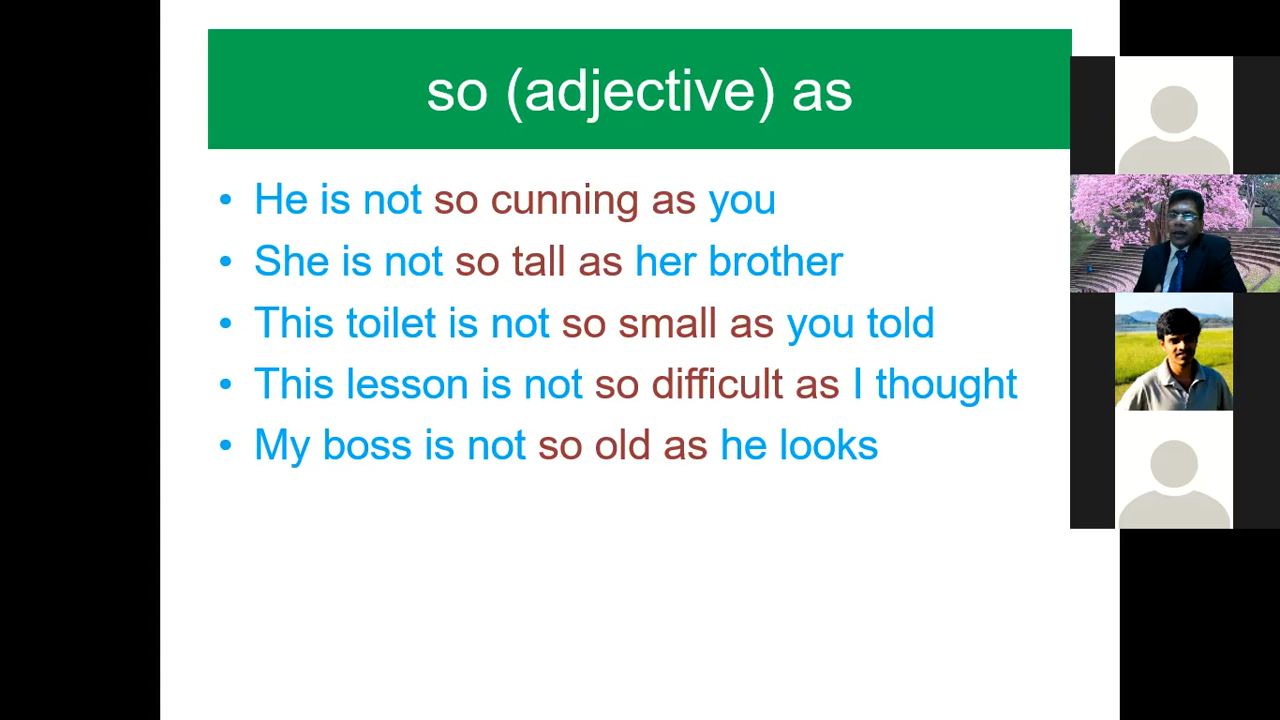 so (adjective) as
• He is not so cunning as you
• She is not so tall as her brother
• This toilet is not so small as you told
• This lesson is not so difficult as I thought
• My boss is not so old as he looks